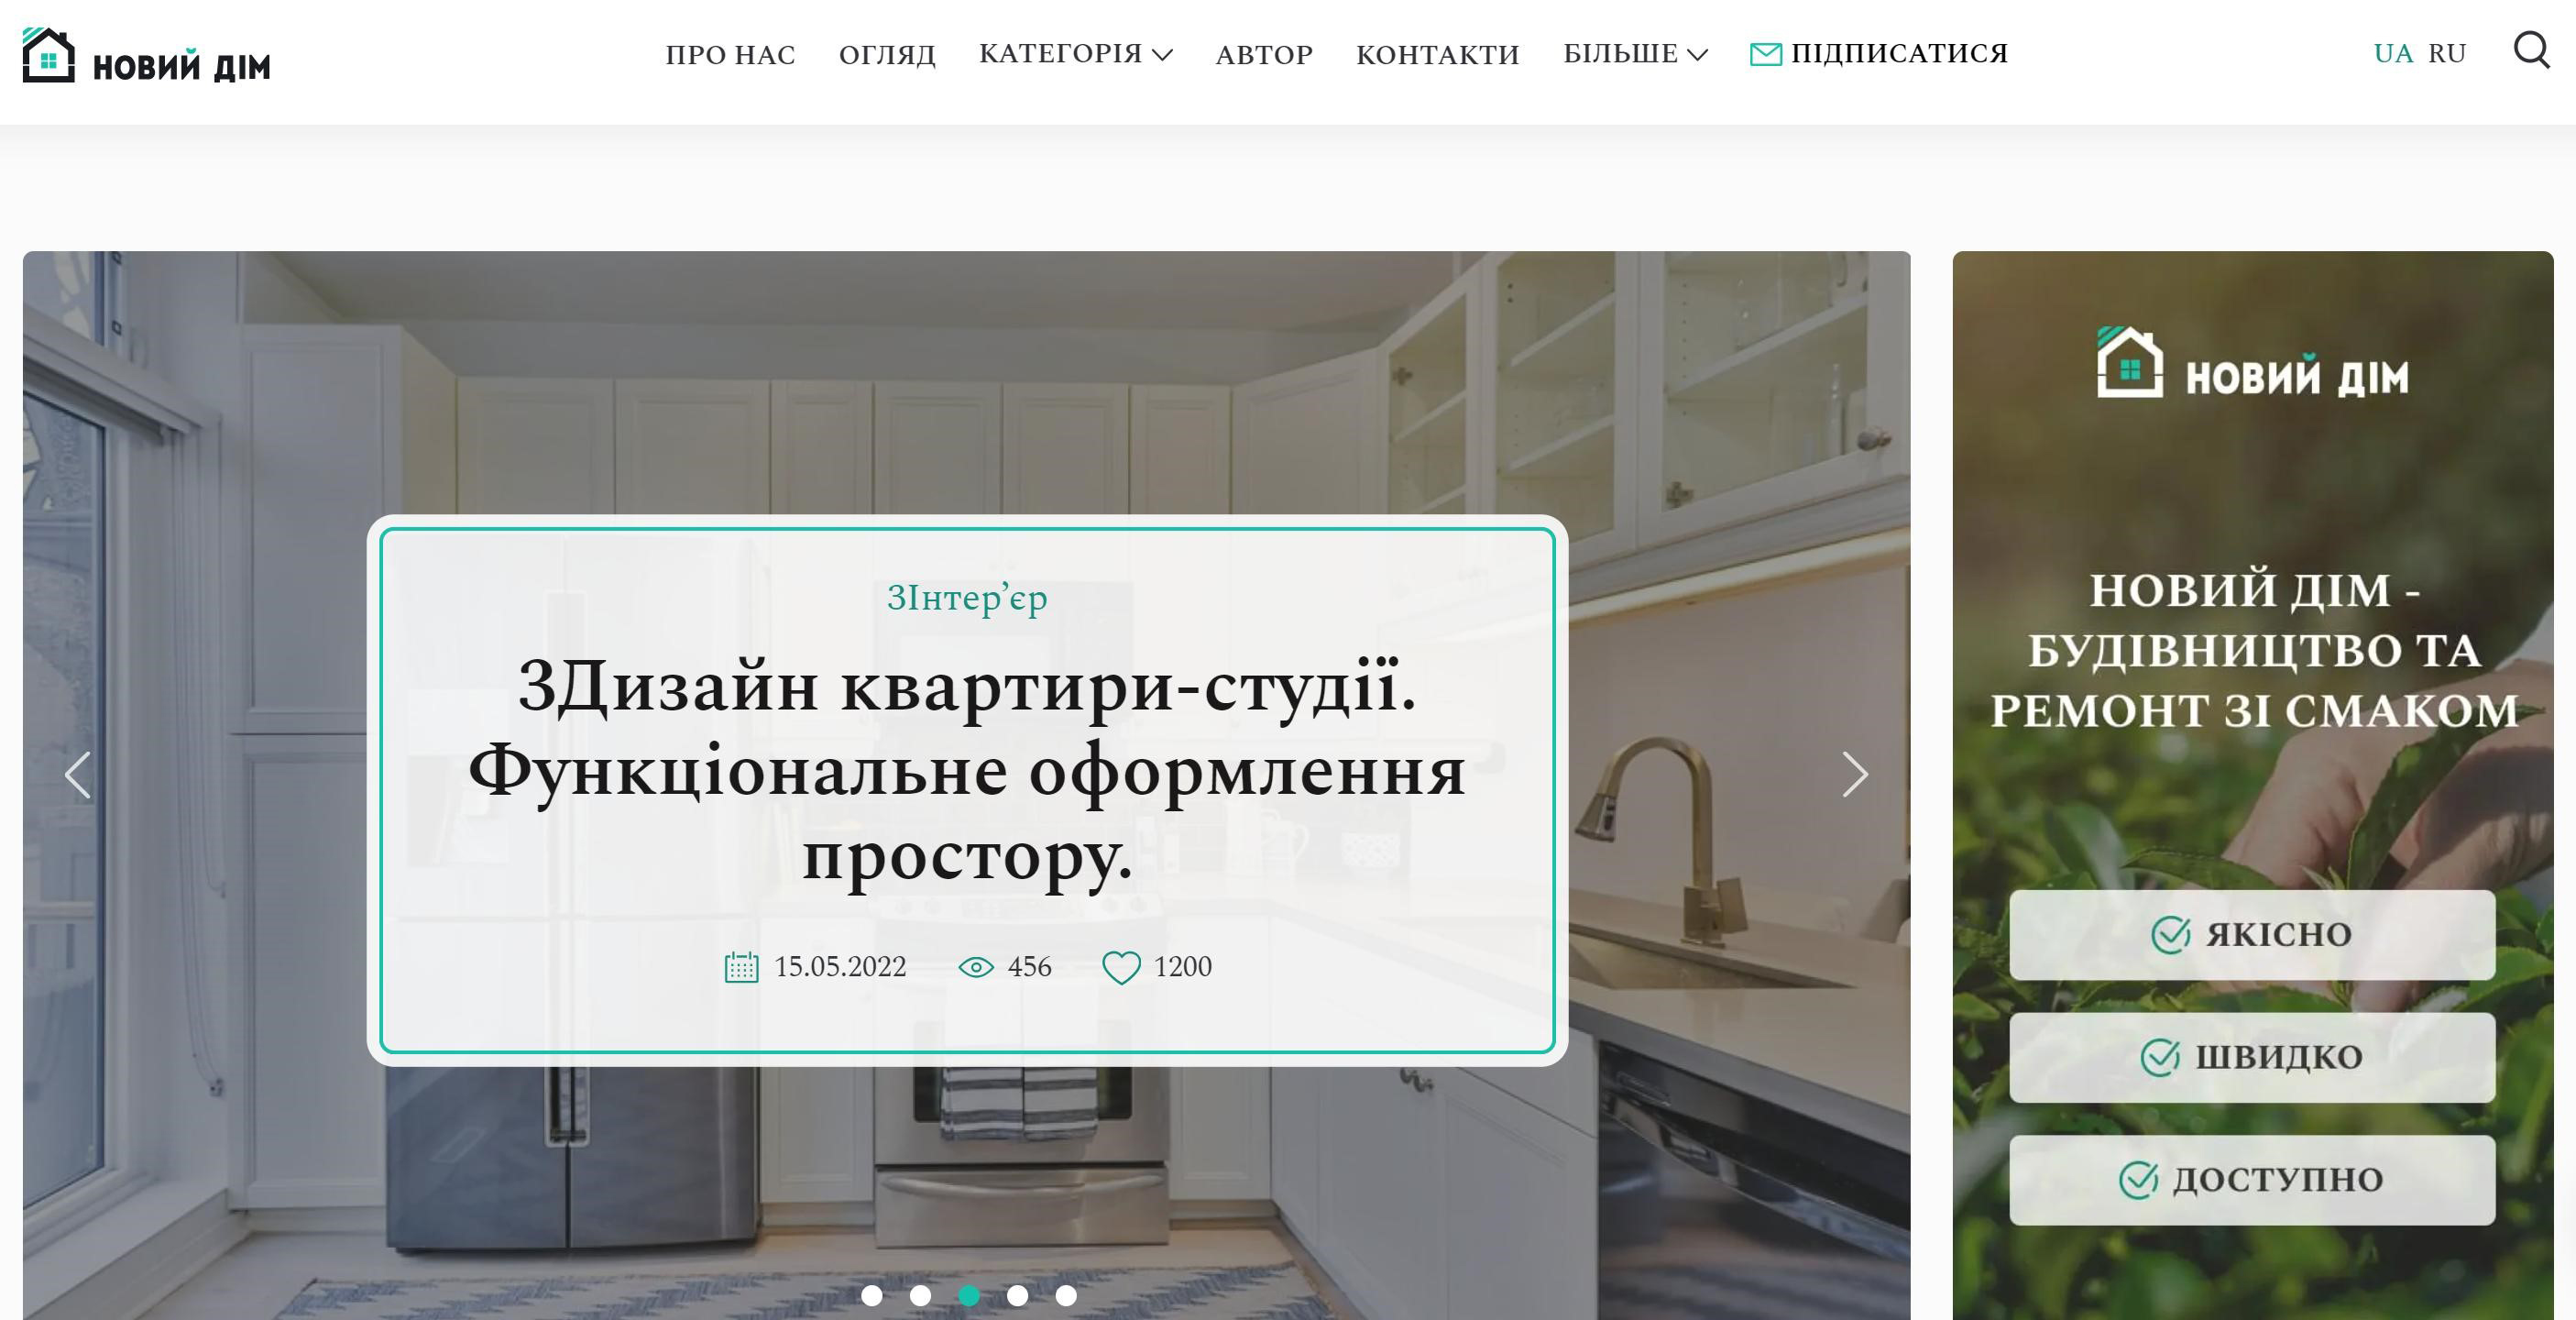 НОВИЙ ДІМ
ПРО НАС ОГЛЯД КАТЕГОРІЯ АВТОР КОНТАКТИ БІЛЬШЕ ПІДПИСАТИСЯ
UA RU
3Інтер’єр
3Дизайн квартири-студії.
Функціональне оформлення
простору.
15.05.2022 456 1200
НОВИЙ ДІМ
НОВИЙ ДІМ -
БУДІВНИЦТВО ТА
РЕМОНТ ЗІ СМАКОМ
ЯКІСНО
ШВИДКО
ДОСТУПНО